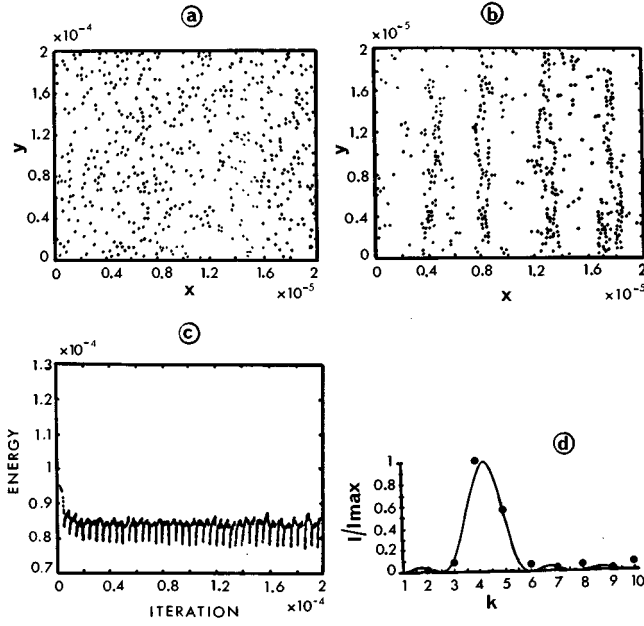 a
×10⁻⁴
2
1.6
1.2
0.8
0.4
0
y
0 0.4 0.8 1.2 1.6 2
x
×10⁻⁵
b
×10⁻⁵
2
1.6
1.2
0.8
0.4
0
y
0 0.4 0.8 1.2 1.6 2
x
×10⁻⁵
c
×10⁻⁴
1.3
1.2
1.1
1
0.9
0.8
0.7
ENERGY
0 0.4 0.8 1.2 1.6 2
×10⁻⁴
ITERATION
d
1
0.8
0.6
0.4
0.2
0
I/Imax
1 2 3 4 5 6 7 8 9 10
k